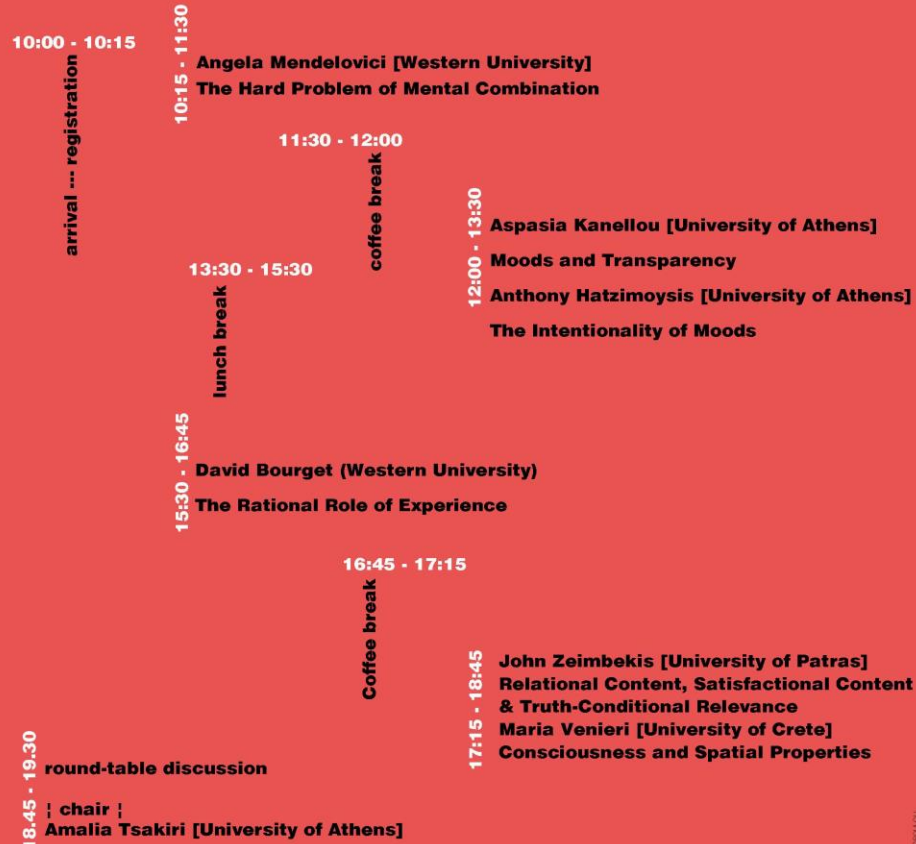 10:00 - 10:15
arrival --- registration
10:15 - 11:30
Angela Mendelovici [Western University]
The Hard Problem of Mental Combination
11:30 - 12:00
coffee break
12:00 - 13:30
Aspasia Kanellou [University of Athens]
Moods and Transparency
Anthony Hatzimoysis [University of Athens]
The Intentionality of Moods
13:30 - 15:30
lunch break
15:30 - 16:45
David Bourget (Western University)
The Rational Role of Experience
16:45 - 17:15
Coffee break
17:15 - 18:45
John Zeimbekis [University of Patras]
Relational Content, Satisfactional Content
& Truth-Conditional Relevance
Maria Venieri [University of Crete]
Consciousness and Spatial Properties
18.45 - 19.30
round-table discussion
¦ chair ¦
Amalia Tsakiri [University of Athens]